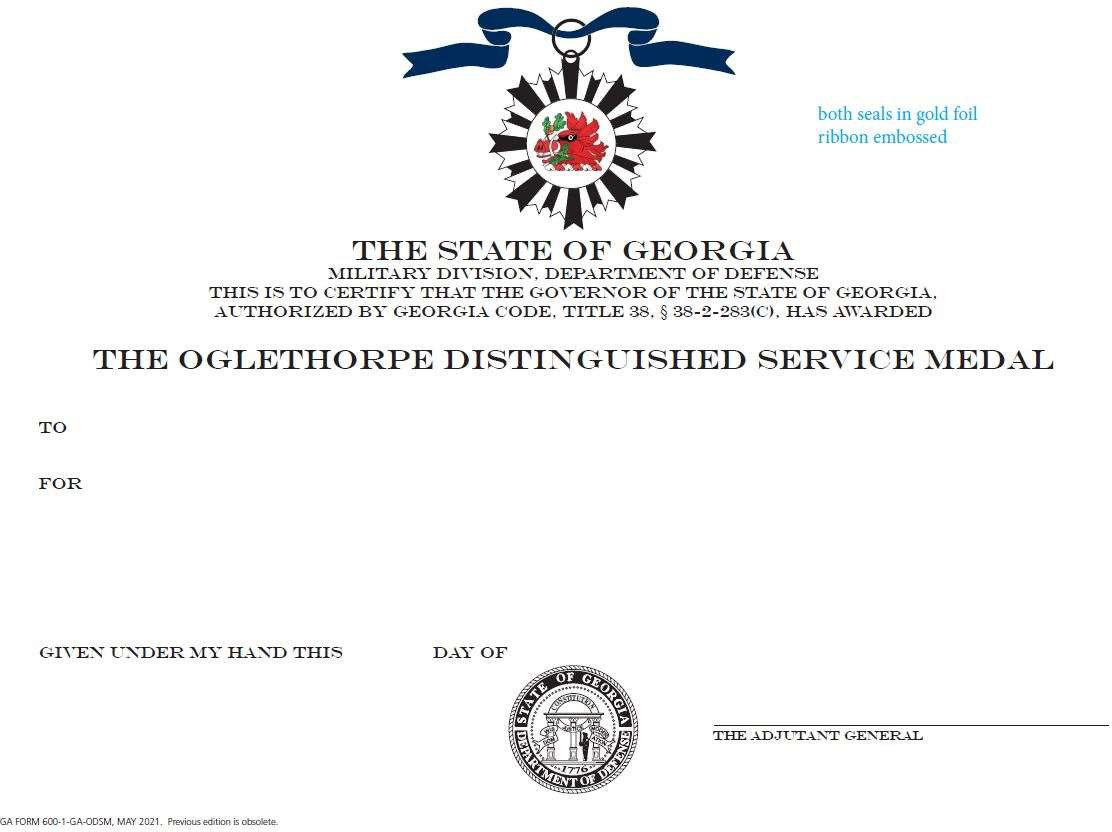 both seals in gold foil
ribbon embossed
THE STATE OF GEORGIA
MILITARY DIVISION, DEPARTMENT OF DEFENSE
THIS IS TO CERTIFY THAT THE GOVERNOR OF THE STATE OF GEORGIA,
AUTHORIZED BY GEORGIA CODE, TITLE 38, § 38-2-283(C), HAS AWARDED
THE OGLETHORPE DISTINGUISHED SERVICE MEDAL
TO
FOR
GIVEN UNDER MY HAND THIS DAY OF
STATE OF GEORGIA
CONSTITUTION
JUSTICE
1776
DEPARTMENT OF DEFENSE
THE ADJUTANT GENERAL
GA FORM 600-1-GA-ODSM, MAY 2021. Previous edition is obsolete.